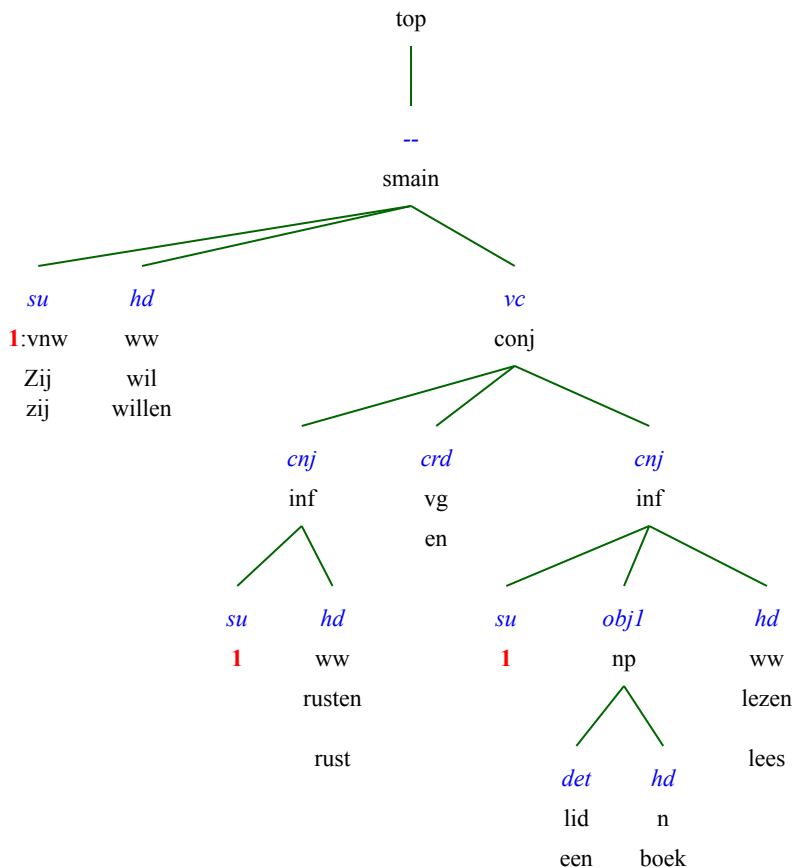 top
--
smain
su hd vc
1:vnw ww conj
Zij wil
zij willen
cnj crd cnj
inf vg inf
en
su hd su obj1 hd
1 ww 1 np ww
rusten lezen
rust lees
det hd
lid n
een boek